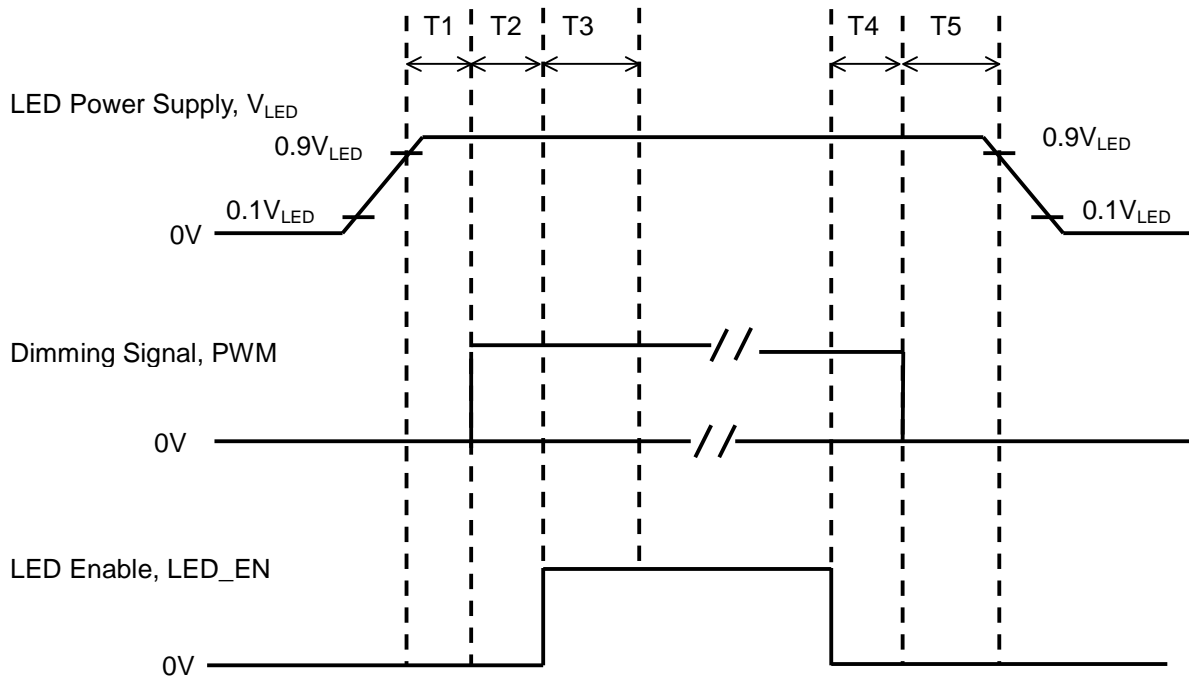 T1 T2 T3 T4 T5
LED Power Supply, VLED
0.9VLED 0.9VLED
0.1VLED 0.1VLED
0V
Dimming Signal, PWM
0V
LED Enable, LED_EN
0V